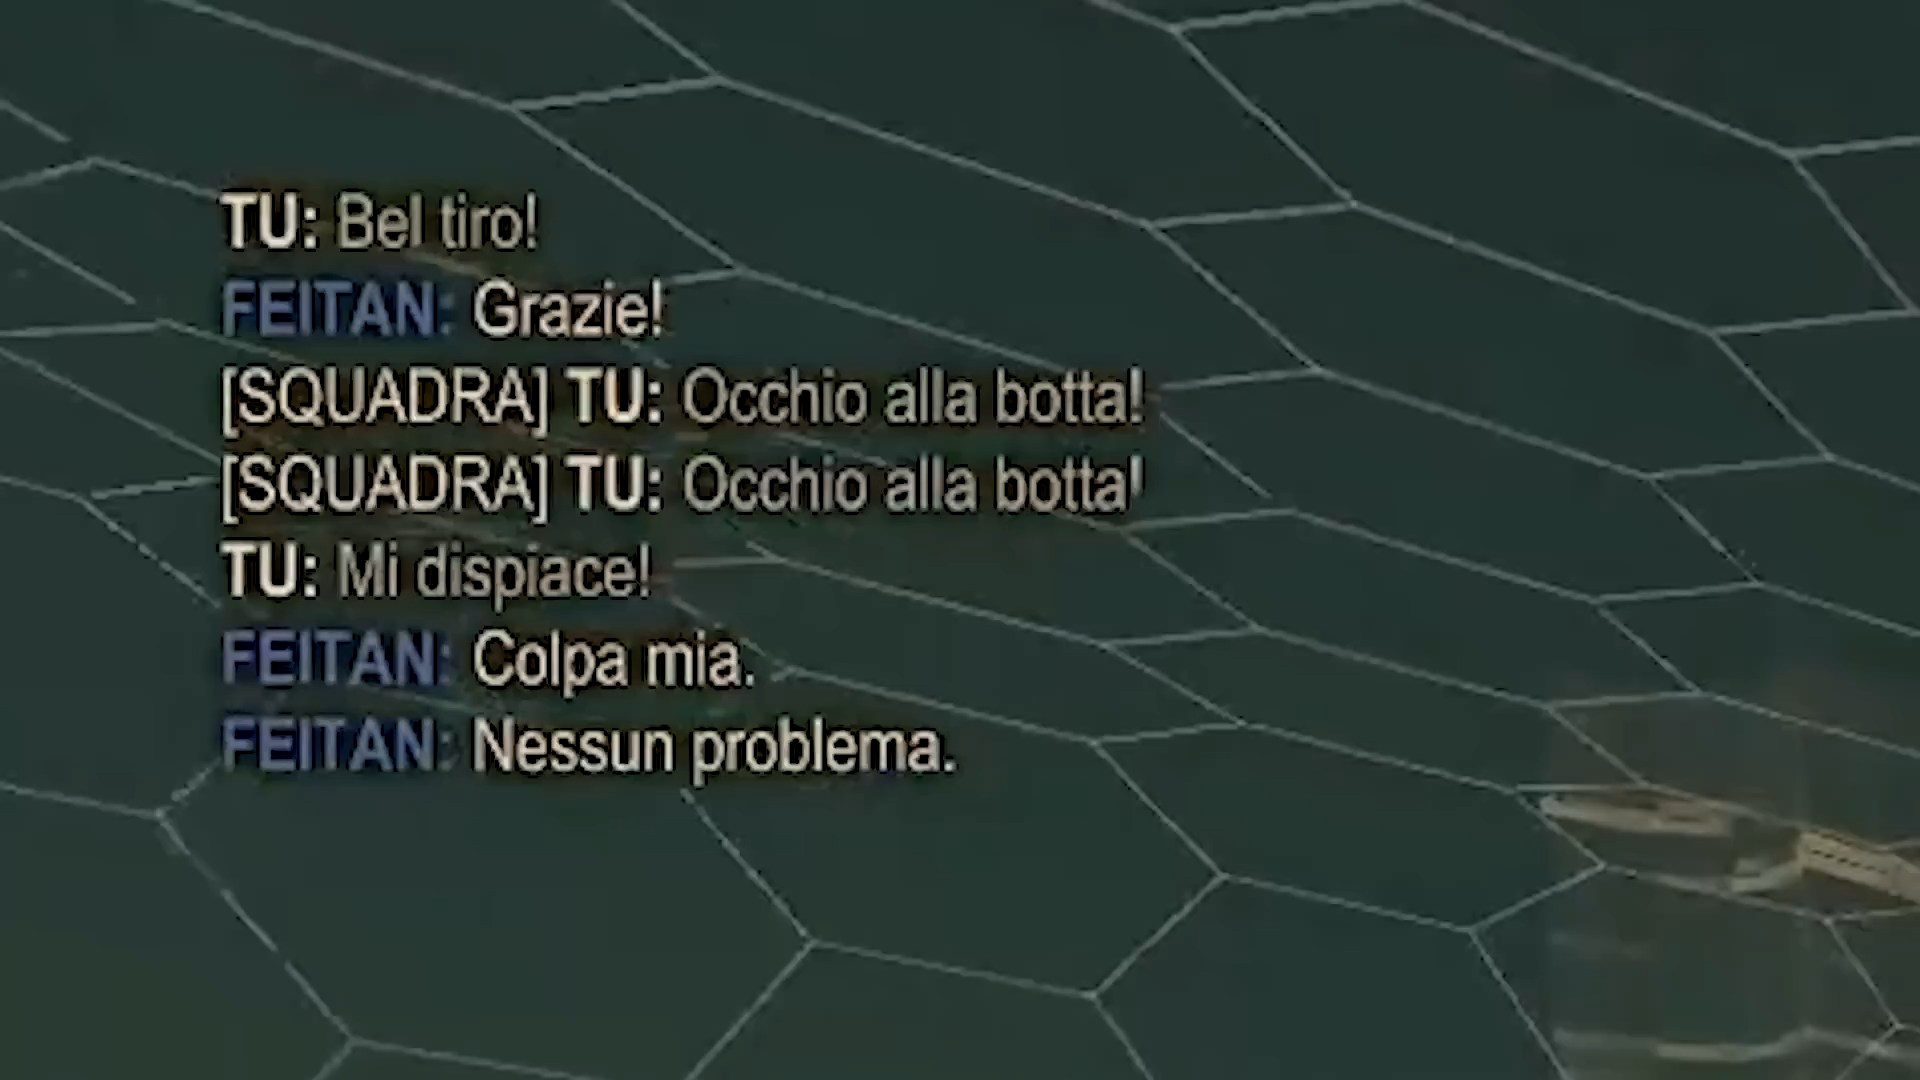 TU: Bel tiro!
FEITAN: Grazie!
[SQUADRA] TU: Occhio alla botta!
[SQUADRA] TU: Occhio alla botta!
TU: Mi dispiace!
FEITAN: Colpa mia.
FEITAN: Nessun problema.